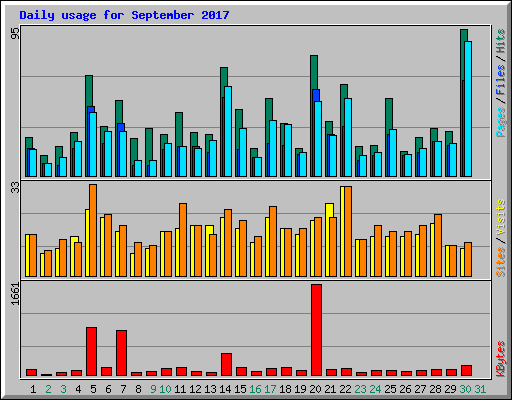 Daily usage for September 2017
95
Pages / Files / Hits
33
Sites / Visits
1661
KBytes
1 2 3 4 5 6 7 8 9 10 11 12 13 14 15 16 17 18 19 20 21 22 23 24 25 26 27 28 29 30 31